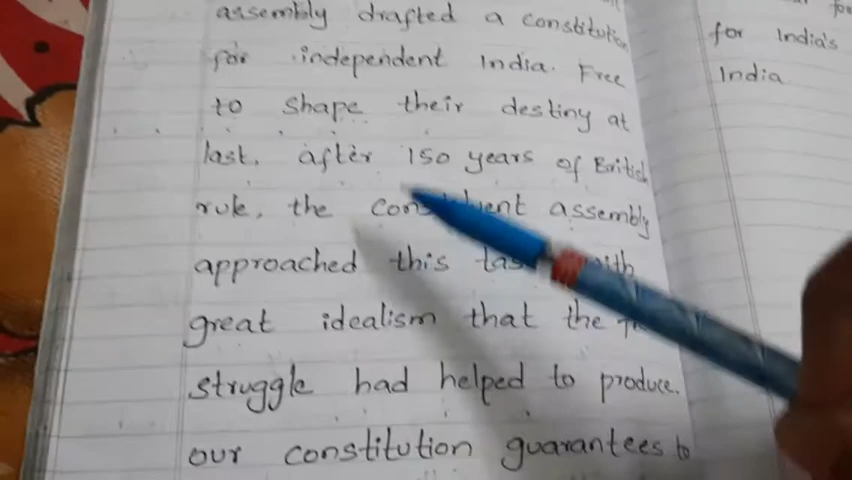 assembly drafted a constitution
for independent India. Free
to shape their destiny at
last. after 150 years of British
rule, the assembly
approached this
great idealism that the
struggle had helped to produce.
our constitution guarantees to
for India's
India